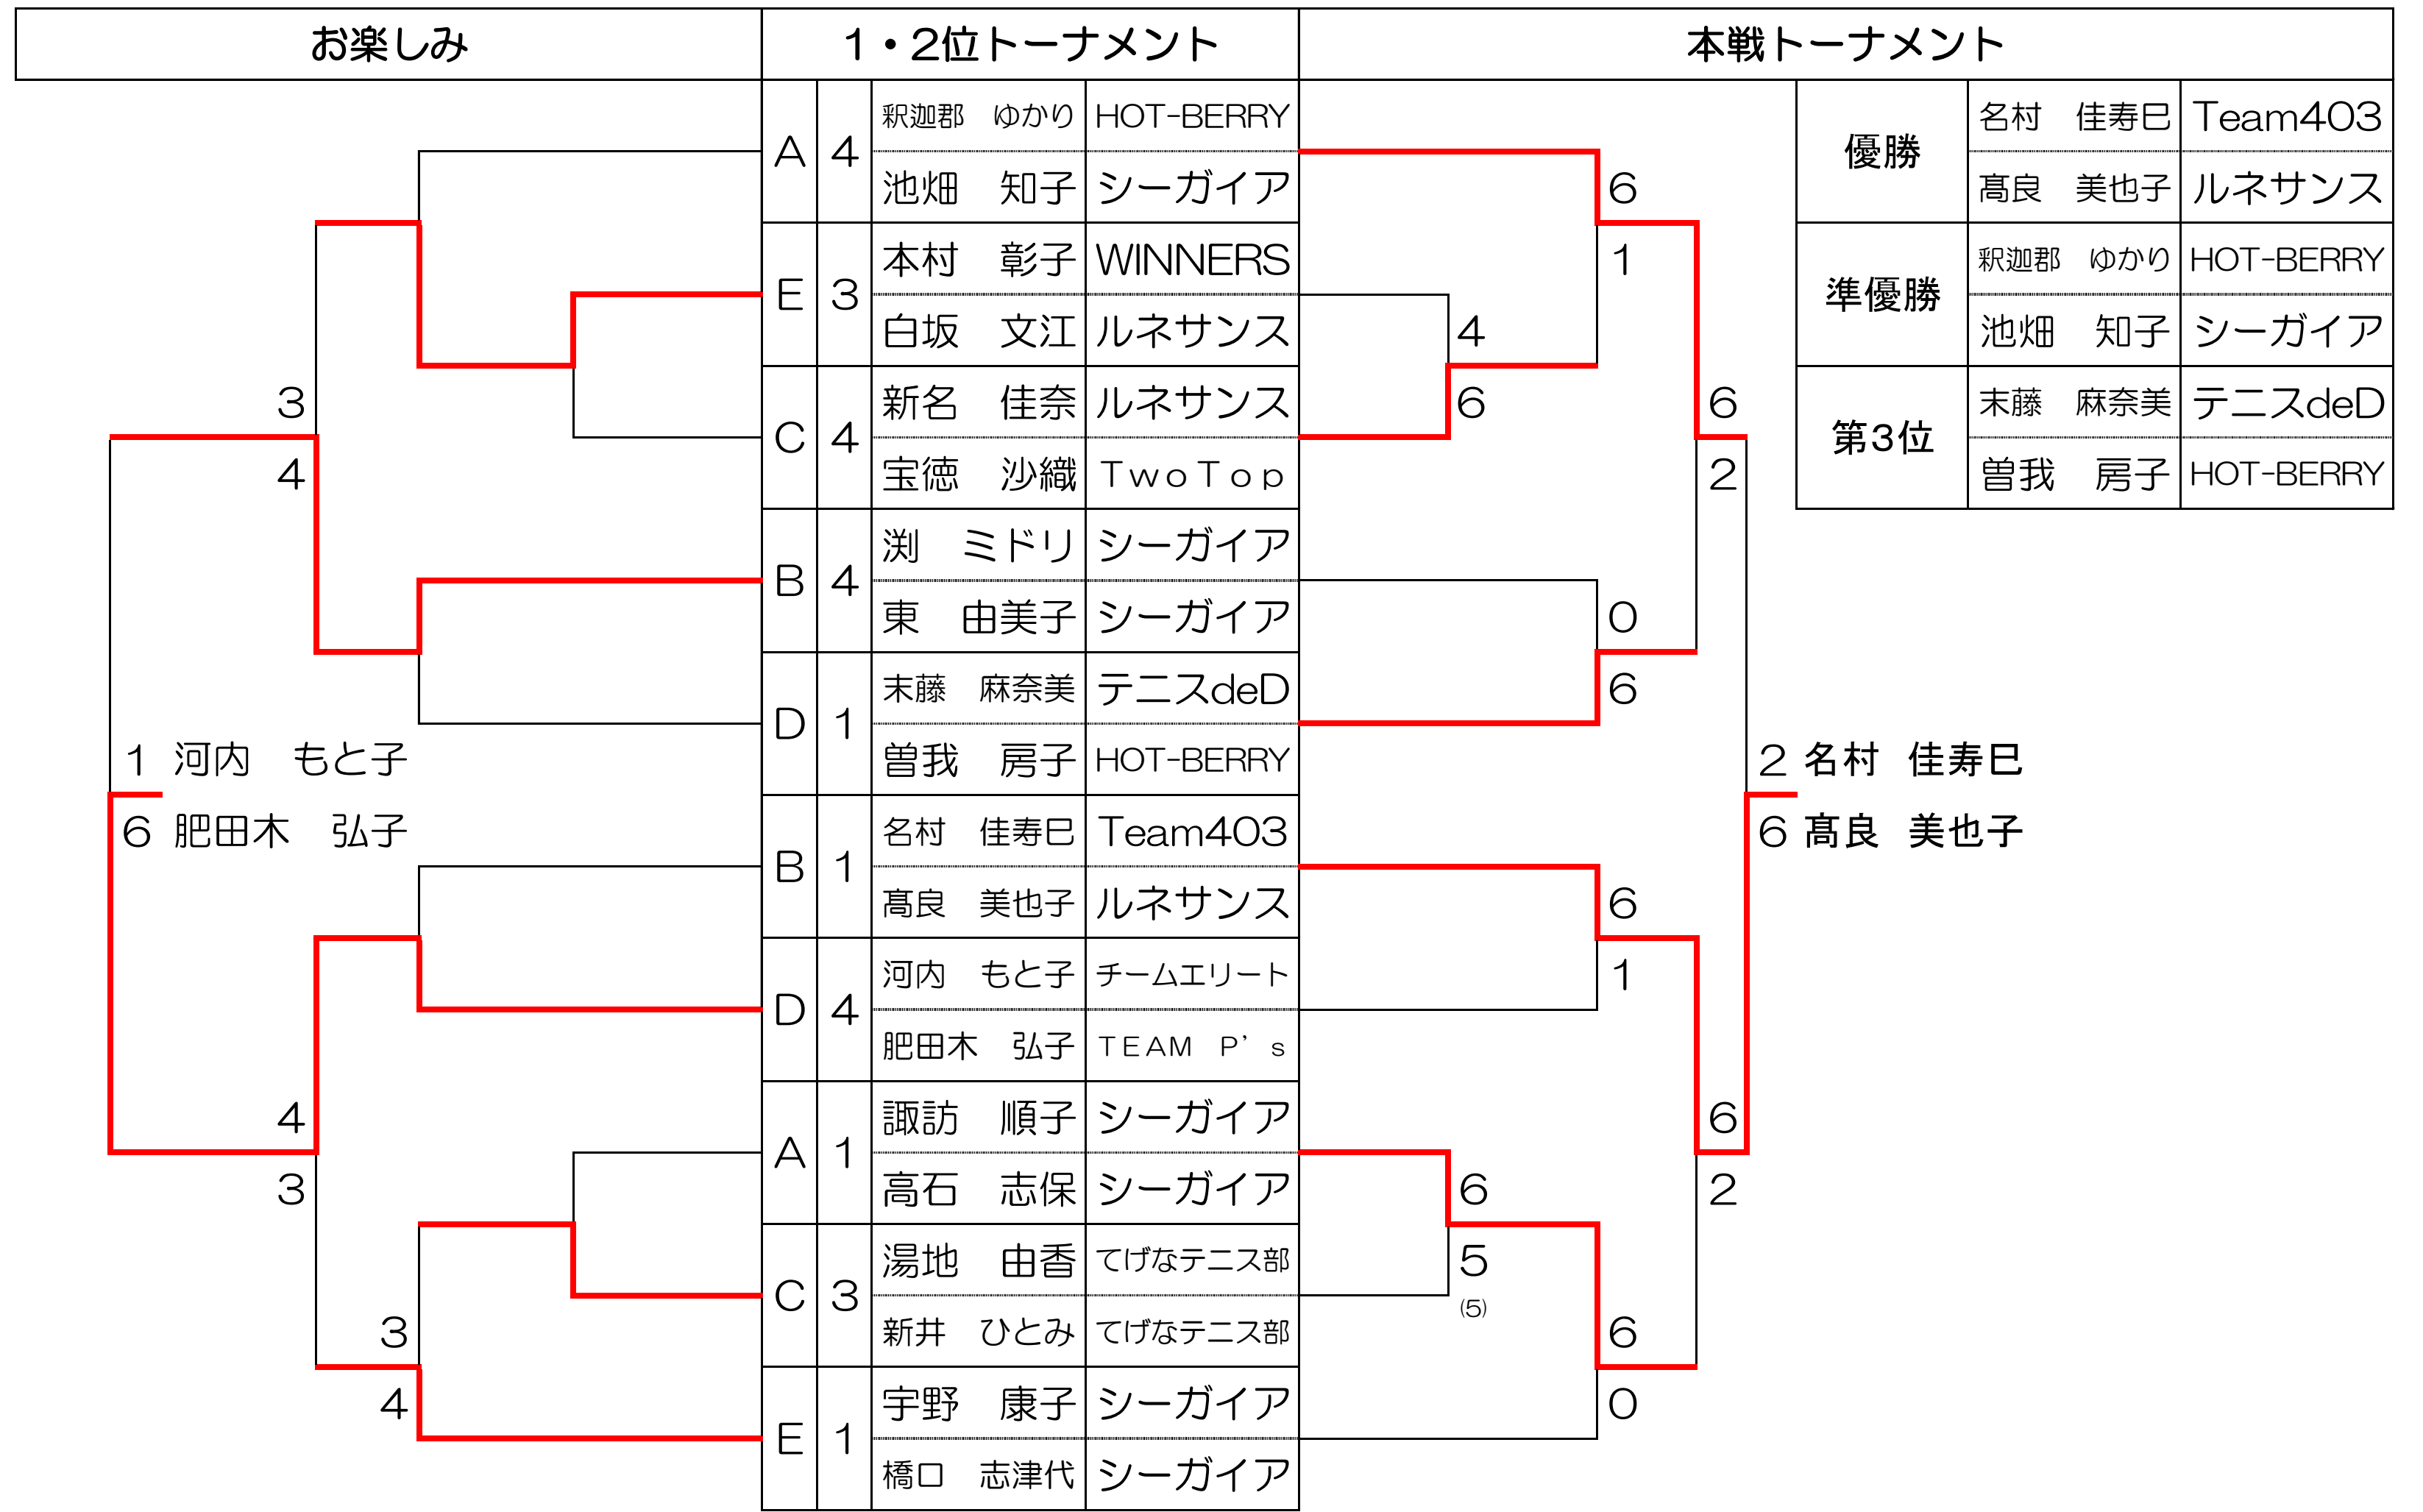 お楽しみ 1・2位トーナメント 本戦トーナメント
A 4 釈迦郡 ゆかり HOT-BERRY
池畑 知子 シーガイア
E 3 本村 彰子 WINNERS
白坂 文江 ルネサンス
C 4 新名 佳奈 ルネサンス
宝徳 沙織 ＴｗｏＴｏｐ
B 4 渕 ミドリ シーガイア
東 由美子 シーガイア
D 1 末藤 麻奈美 テニスdeD
曽我 房子 HOT-BERRY
B 1 名村 佳寿巳 Team403
髙良 美也子 ルネサンス
D 4 河内 もと子 チームエリート
肥田木 弘子 ＴＥＡＭ Ｐ’ｓ
A 1 諏訪 順子 シーガイア
高石 志保 シーガイア
C 3 湯地 由香 てげなテニス部
新井 ひとみ てげなテニス部
E 1 宇野 康子 シーガイア
橋口 志津代 シーガイア
3
4
1 河内 もと子
6 肥田木 弘子
4
3
3
4
6
1
4
6
6
2
0
6
2 名村 佳寿巳
6 髙良 美也子
6
1
6
2
6
5
(5)
6
0
優勝 名村 佳寿巳 Team403
髙良 美也子 ルネサンス
準優勝 釈迦郡 ゆかり HOT-BERRY
池畑 知子 シーガイア
第3位 末藤 麻奈美 テニスdeD
曽我 房子 HOT-BERRY